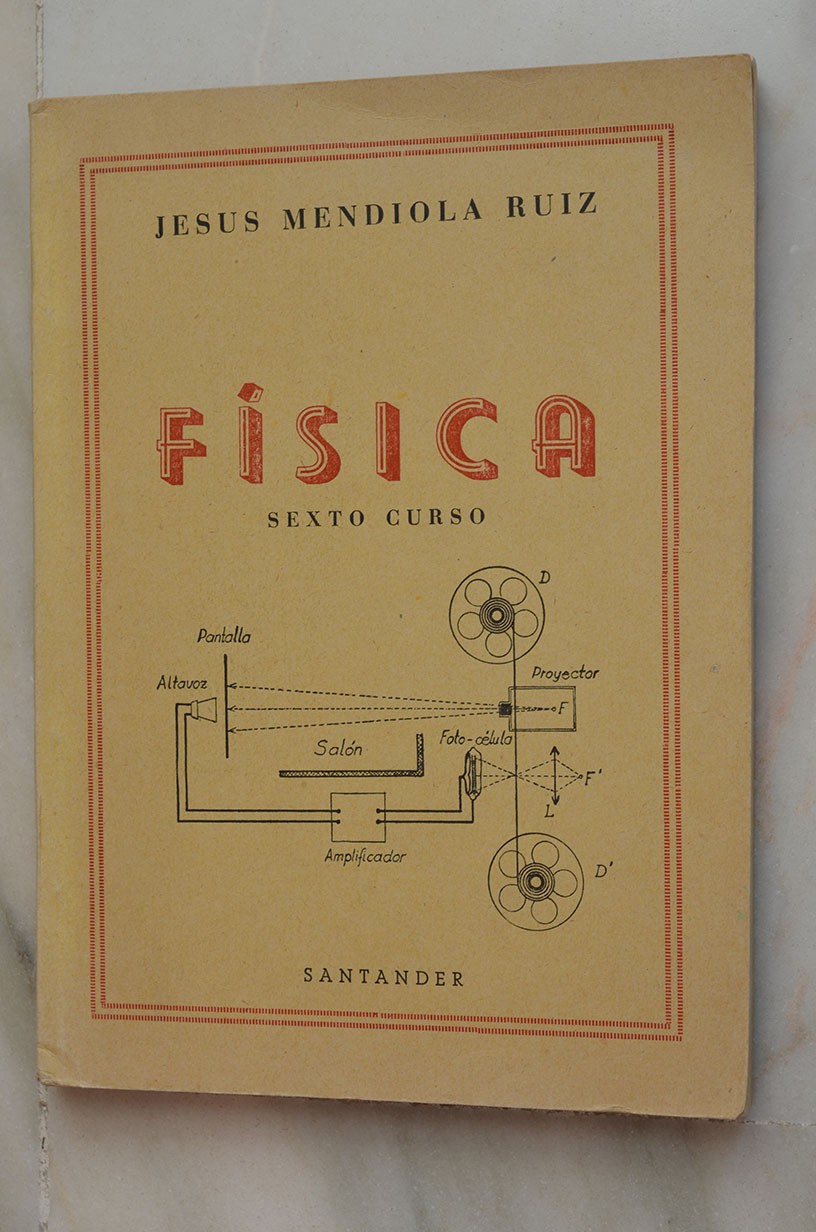 JESUS MENDIOLA RUIZ
FÍSICA
SEXTO CURSO
D
Pantalla
Proyector
Altavoz
F
Foto-célula
Salón
F'
L
Amplificador
D'
SANTANDER